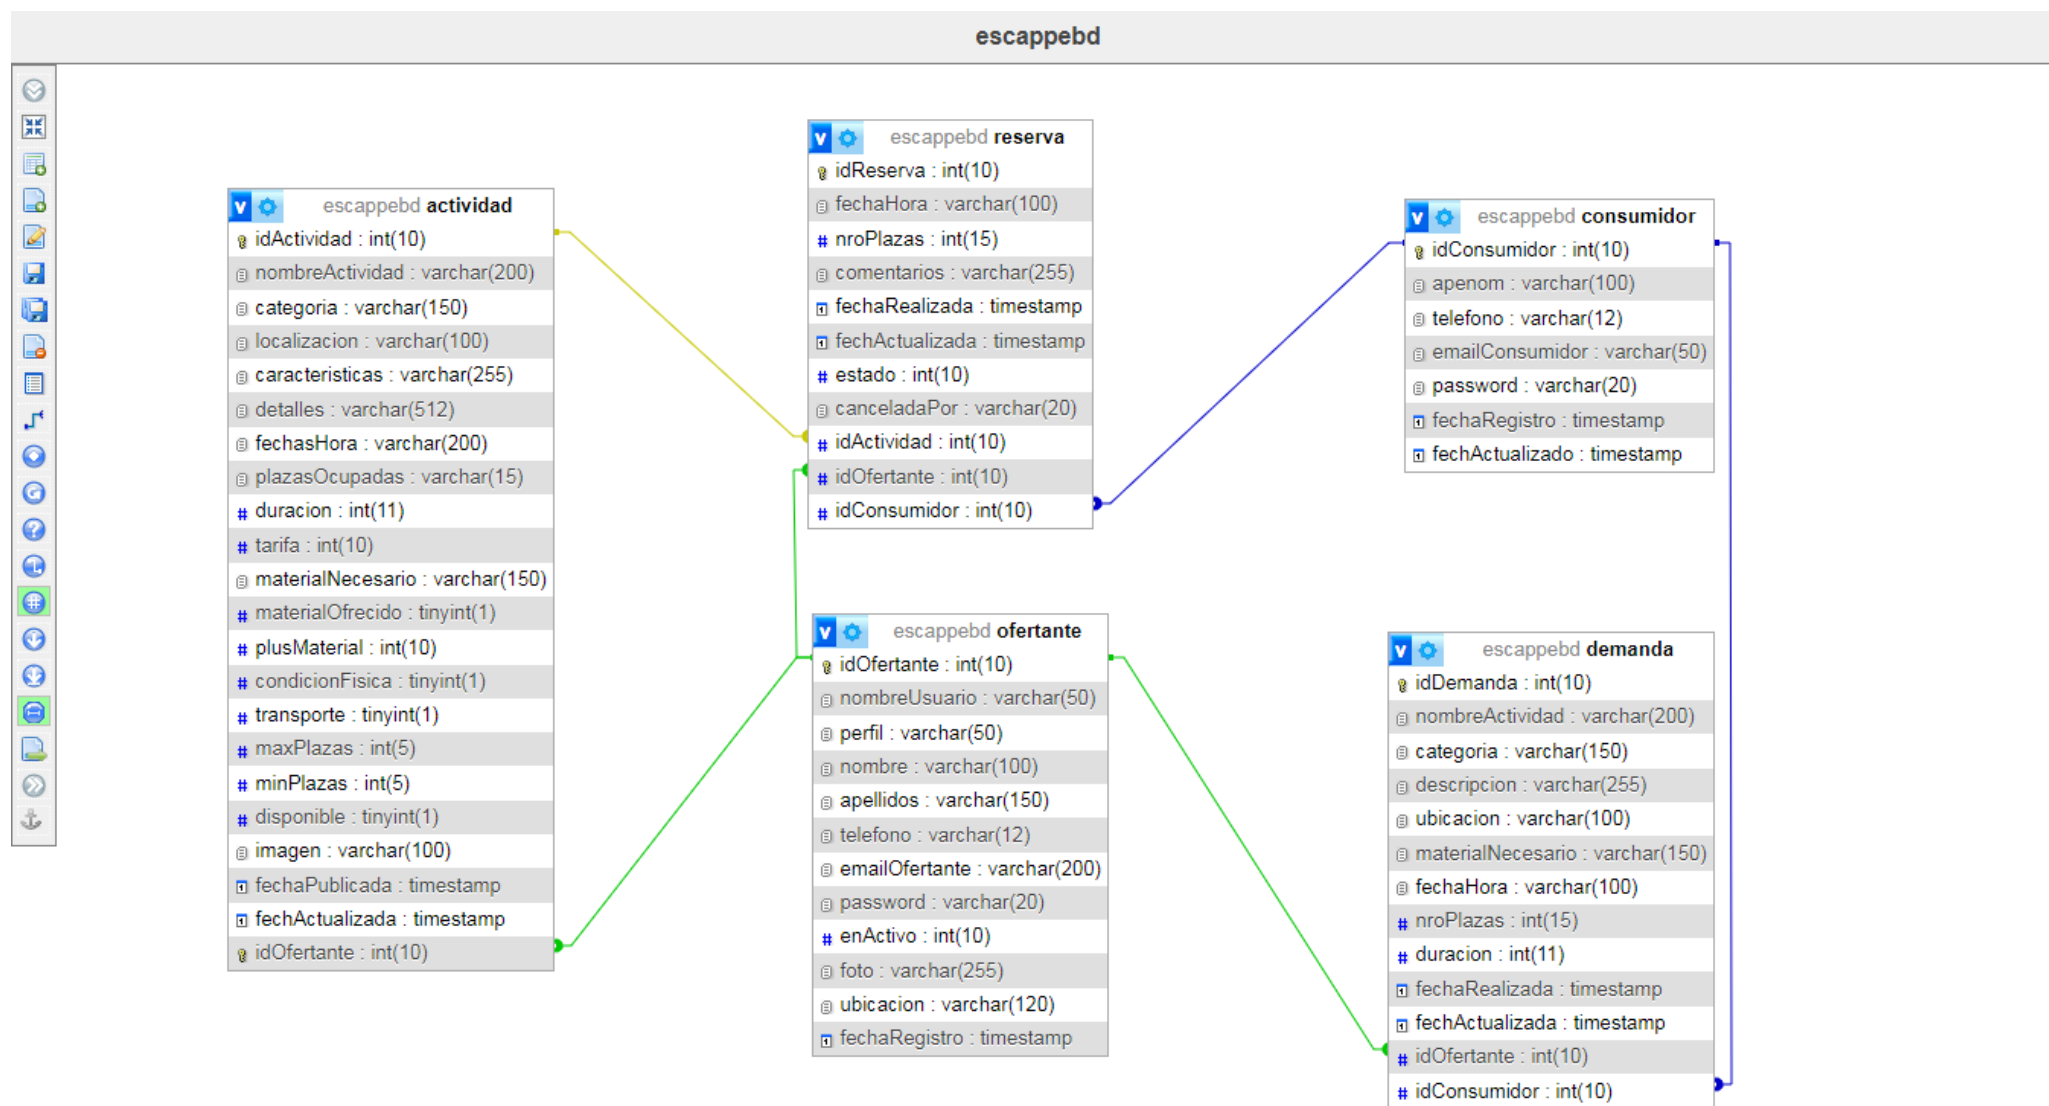 escappebd
escappebd actividad
idActividad : int(10)
nombreActividad : varchar(200)
categoria : varchar(150)
localizacion : varchar(100)
caracteristicas : varchar(255)
detalles : varchar(512)
fechasHora : varchar(200)
plazasOcupadas : varchar(15)
duracion : int(11)
tarifa : int(10)
materialNecesario : varchar(150)
materialOfrecido : tinyint(1)
plusMaterial : int(10)
condicionFisica : tinyint(1)
transporte : tinyint(1)
maxPlazas : int(5)
minPlazas : int(5)
disponible : tinyint(1)
imagen : varchar(100)
fechaPublicada : timestamp
fechActualizada : timestamp
idOfertante : int(10)
escappebd reserva
idReserva : int(10)
fechaHora : varchar(100)
nroPlazas : int(15)
comentarios : varchar(255)
fechaRealizada : timestamp
fechActualizada : timestamp
estado : int(10)
canceladaPor : varchar(20)
idActividad : int(10)
idOfertante : int(10)
idConsumidor : int(10)
escappebd ofertante
idOfertante : int(10)
nombreUsuario : varchar(50)
perfil : varchar(50)
nombre : varchar(100)
apellidos : varchar(150)
telefono : varchar(12)
emailOfertante : varchar(200)
password : varchar(20)
enActivo : int(10)
foto : varchar(255)
ubicacion : varchar(120)
fechaRegistro : timestamp
escappebd consumidor
idConsumidor : int(10)
apenom : varchar(100)
telefono : varchar(12)
emailConsumidor : varchar(50)
password : varchar(20)
fechaRegistro : timestamp
fechActualizado : timestamp
escappebd demanda
idDemanda : int(10)
nombreActividad : varchar(200)
categoria : varchar(150)
descripcion : varchar(255)
ubicacion : varchar(100)
materialNecesario : varchar(150)
fechaHora : varchar(100)
nroPlazas : int(15)
duracion : int(11)
fechaRealizada : timestamp
fechActualizada : timestamp
idOfertante : int(10)
idConsumidor : int(10)